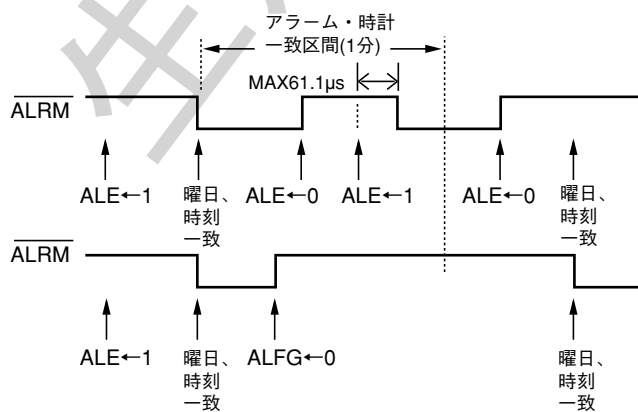 アラーム・時計
一致区間(1分)
MAX61.1µs
ALRM
ALE←1
曜日、
時刻
一致
ALE←0
ALE←1
ALE←0
曜日、
時刻
一致
ALRM
ALE←1
曜日、
時刻
一致
ALFG←0
曜日、
時刻
一致